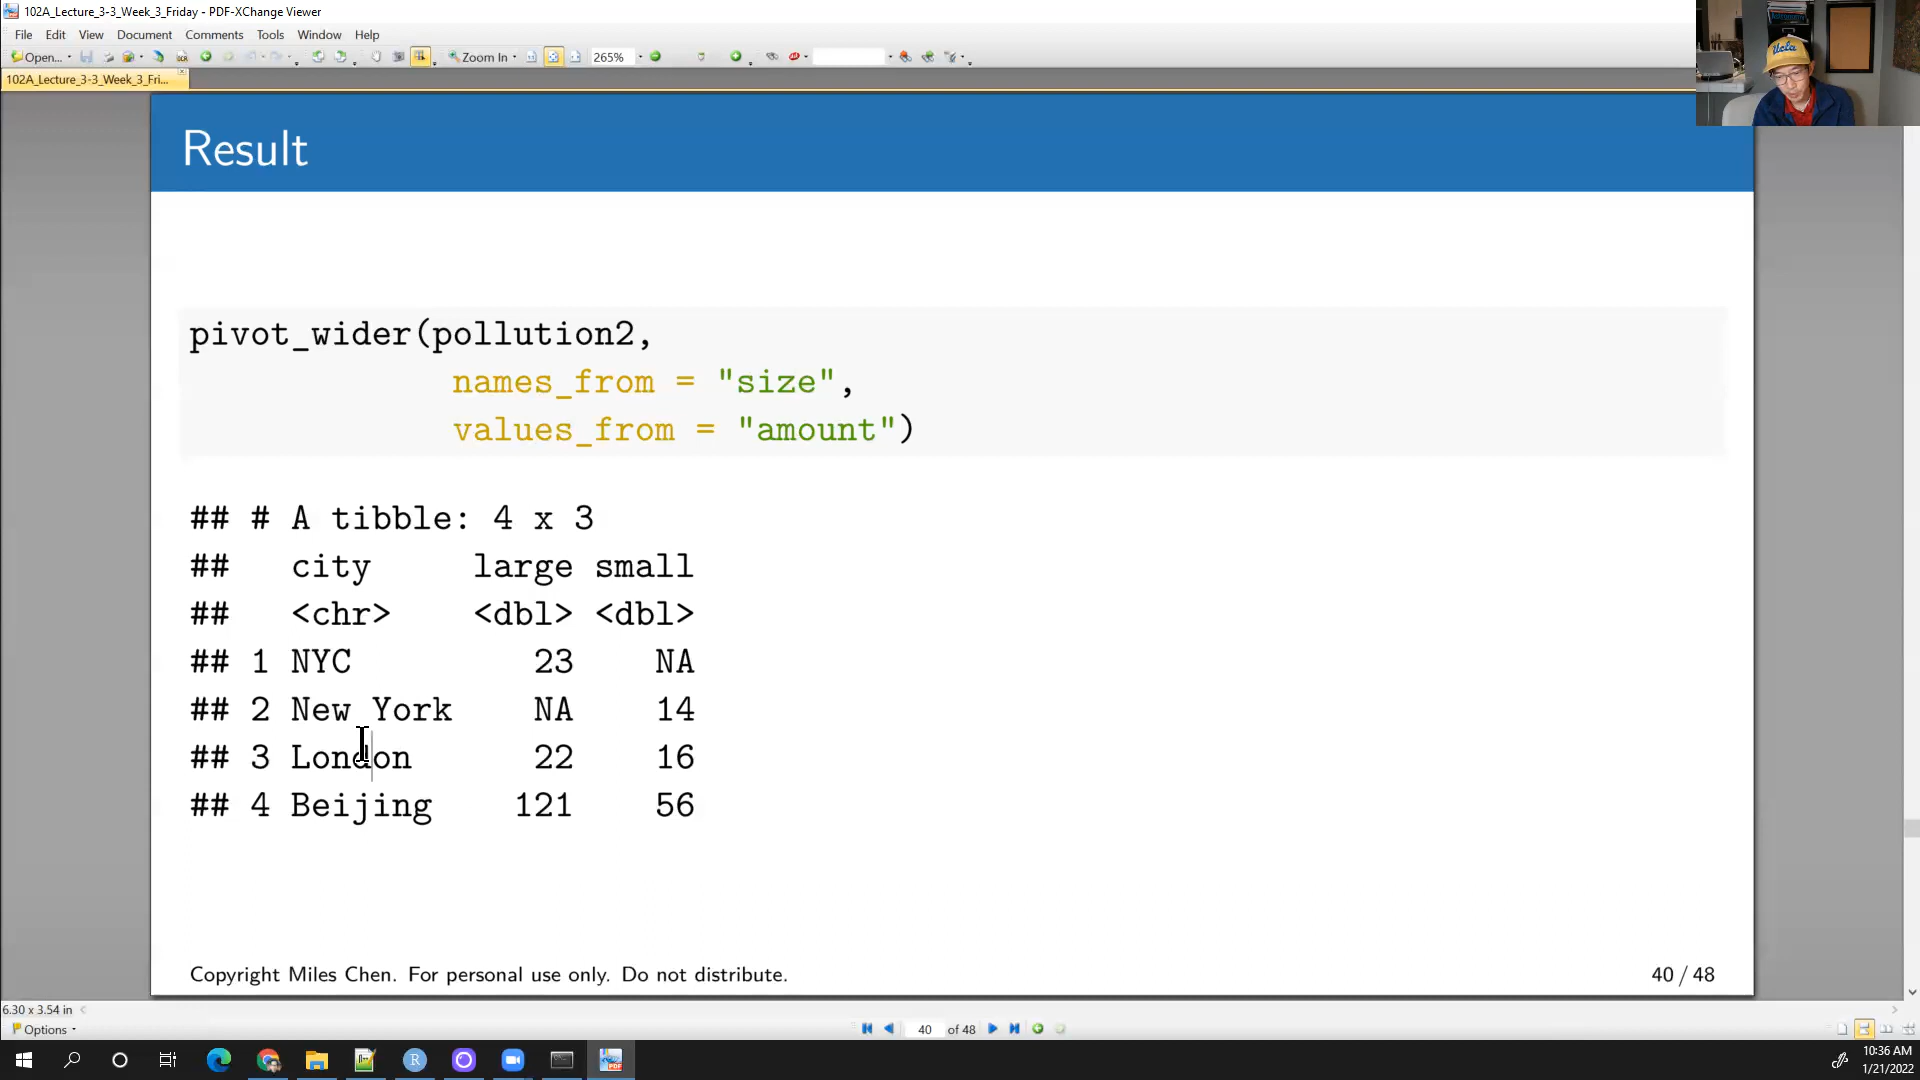 102A_Lecture_3-3_Week_3_Friday - PDF-XChange Viewer
File Edit View Document Comments Tools Window Help
Open... Zoom In 265%
102A_Lecture_3-3_Week_3_Fri...
Ucla
Result
pivot_wider(pollution2,
names_from = "size",
values_from = "amount")
## # A tibble: 4 x 3
## city large small
## <chr> <dbl> <dbl>
## 1 NYC 23 NA
## 2 New York NA 14
## 3 London 22 16
## 4 Beijing 121 56
Copyright Miles Chen. For personal use only. Do not distribute.
40 / 48
6.30 x 3.54 in
Options 40 of 48
10:36 AM
1/21/2022